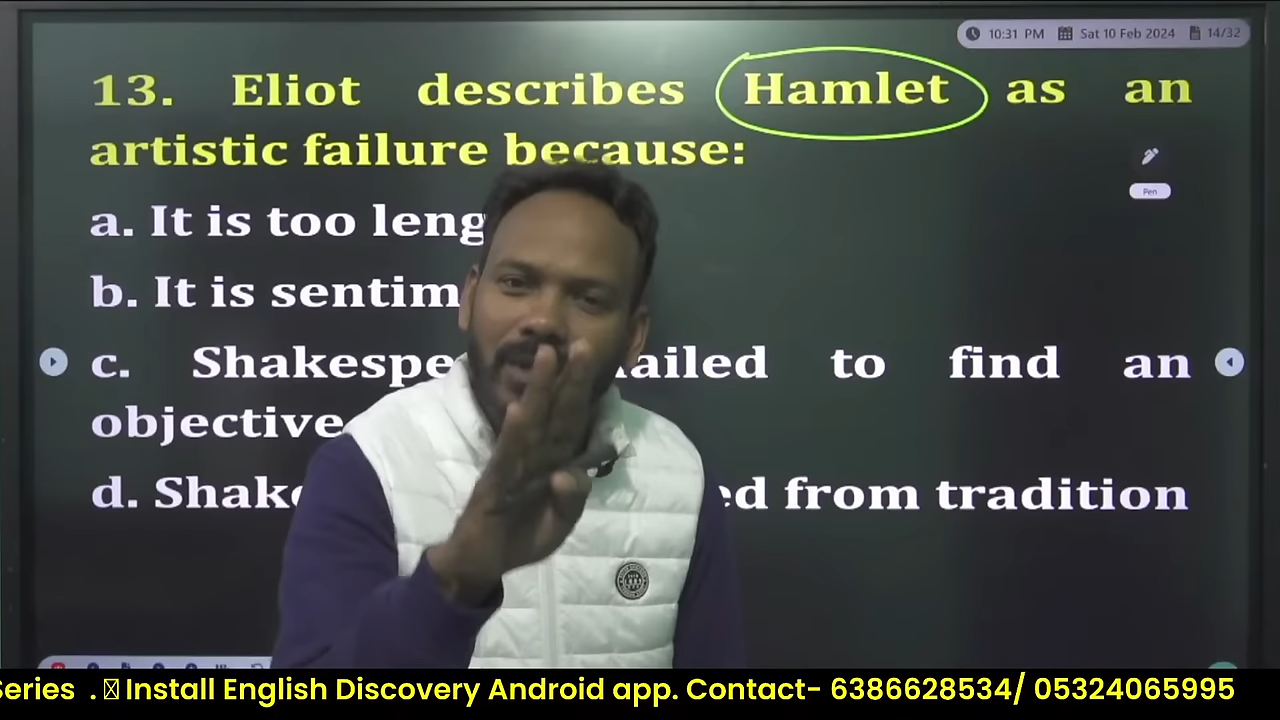 10:31 PM Sat 10 Feb 2024 14/32
13. Eliot describes Hamlet as an
artistic failure because:
Pen
a. It is too leng
b. It is sentim
c. Shakespe ailed to find an
objective
d. Shak ed from tradition
Series . Install English Discovery Android app. Contact- 6386628534/ 05324065995